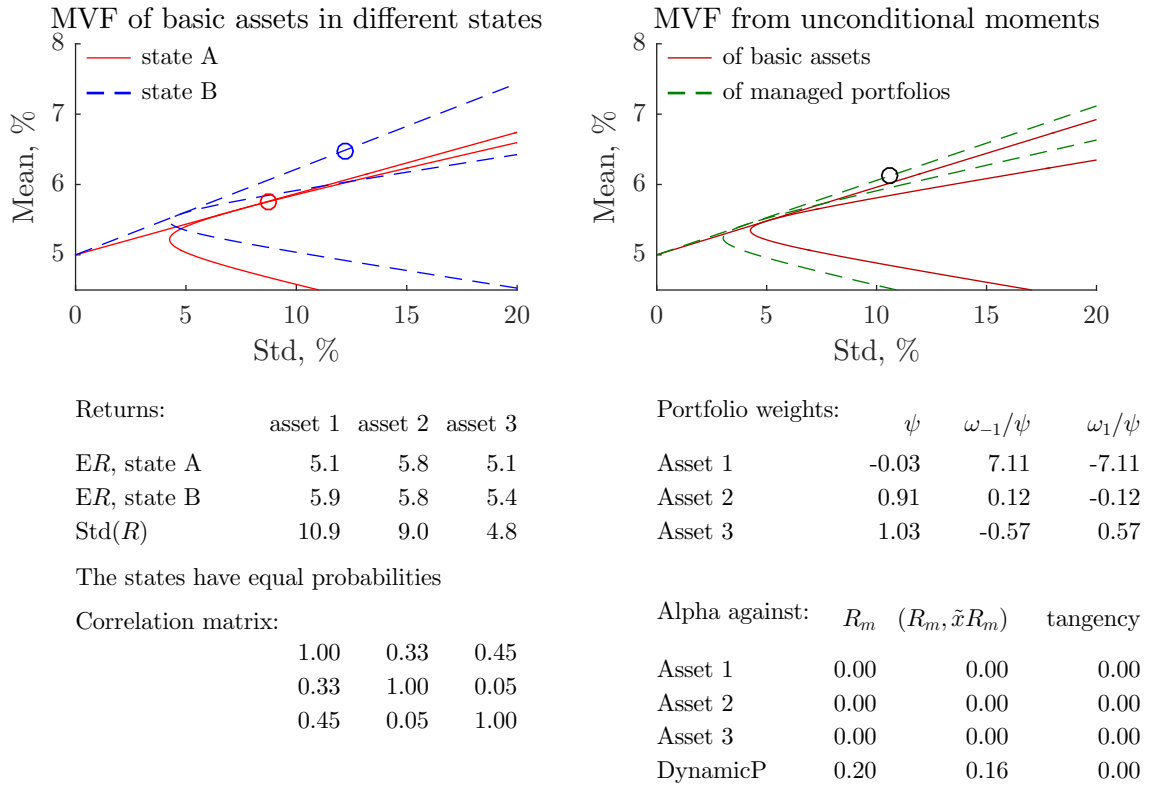 MVF of basic assets in different states
8
7
6
5
Mean, %
state A
state B
0 5 10 15 20
Std, %
MVF from unconditional moments
8
7
6
5
Mean, %
of basic assets
of managed portfolios
0 5 10 15 20
Std, %
Returns:
asset 1 asset 2 asset 3
ER, state A 5.1 5.8 5.1
ER, state B 5.9 5.8 5.4
Std(R) 10.9 9.0 4.8
The states have equal probabilities
Correlation matrix:
1.00 0.33 0.45
0.33 1.00 0.05
0.45 0.05 1.00
Portfolio weights:
ψ ω₋₁/ψ ω₁/ψ
Asset 1 -0.03 7.11 -7.11
Asset 2 0.91 0.12 -0.12
Asset 3 1.03 -0.57 0.57
Alpha against: Rₘ (Rₘ, x̃Rₘ) tangency
Asset 1 0.00 0.00 0.00
Asset 2 0.00 0.00 0.00
Asset 3 0.00 0.00 0.00
DynamicP 0.20 0.16 0.00